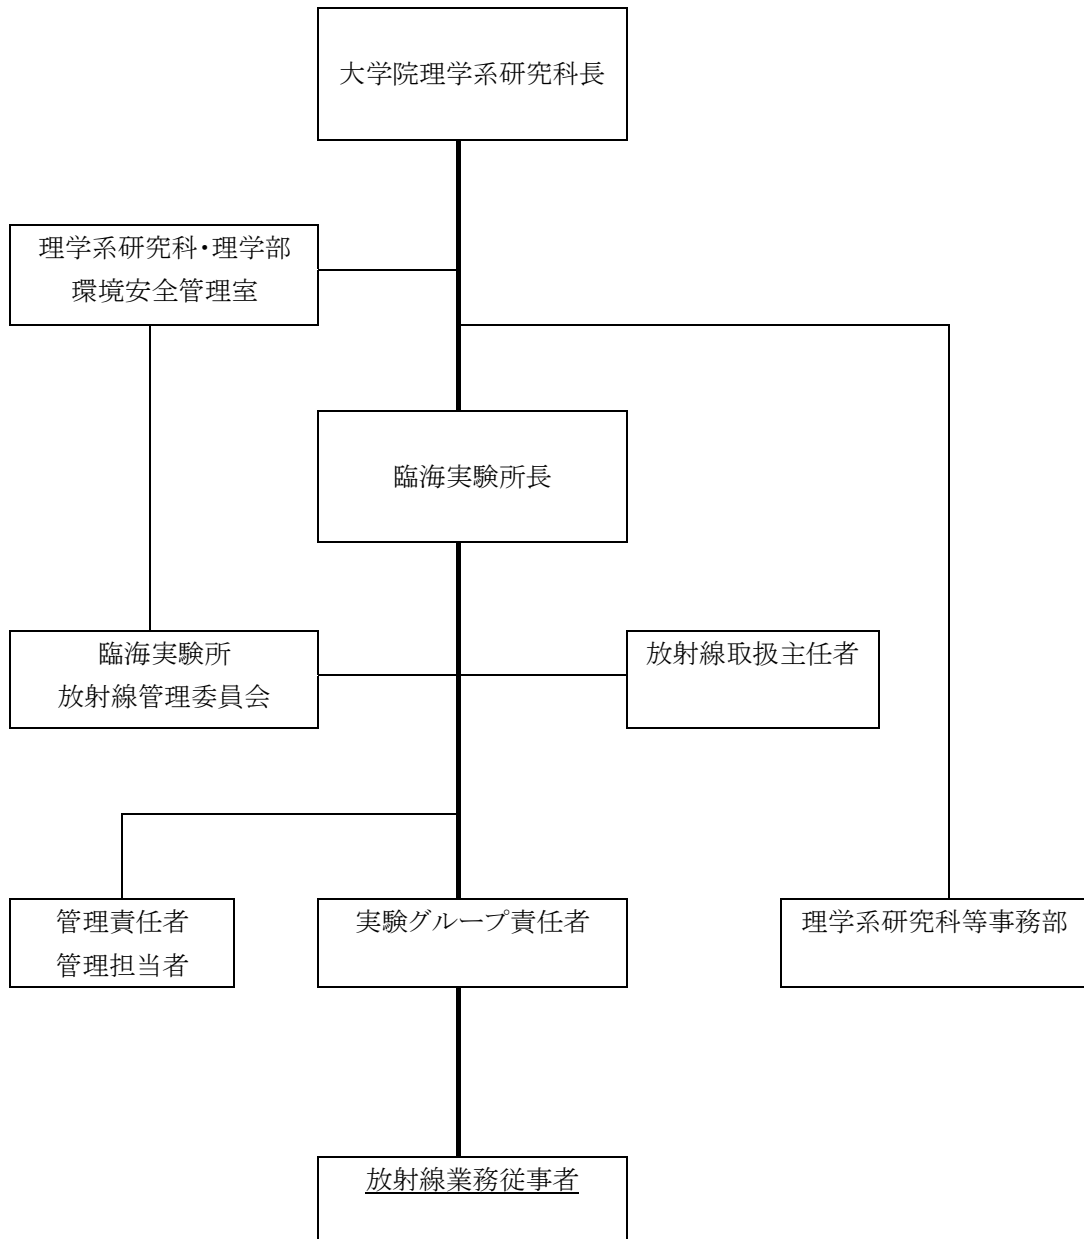 大学院理学系研究科長
理学系研究科・理学部
環境安全管理室
臨海実験所長
臨海実験所
放射線管理委員会
放射線取扱主任者
管理責任者
管理担当者
実験グループ責任者
理学系研究科等事務部
放射線業務従事者